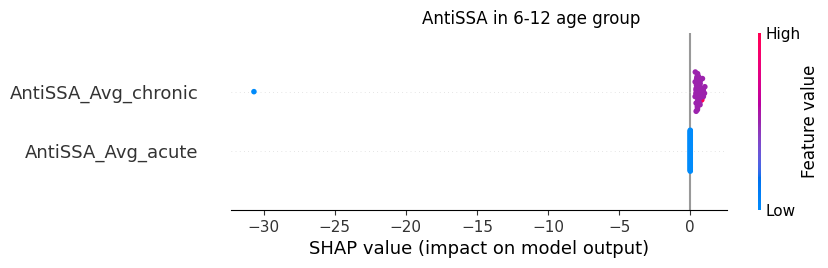 AntiSSA in 6-12 age group
High
AntiSSA_Avg_chronic
AntiSSA_Avg_acute
Feature value
Low
−30 −25 −20 −15 −10 −5 0
SHAP value (impact on model output)